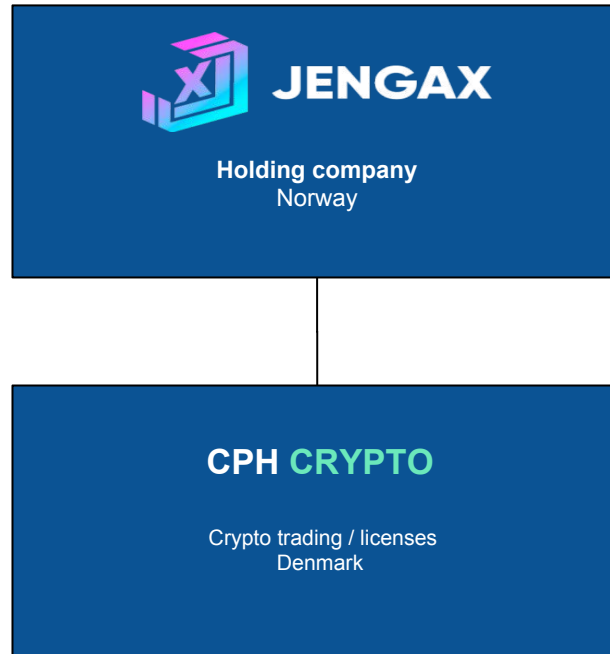 X
JENGAX
Holding company
Norway
CPH CRYPTO
Crypto trading / licenses
Denmark